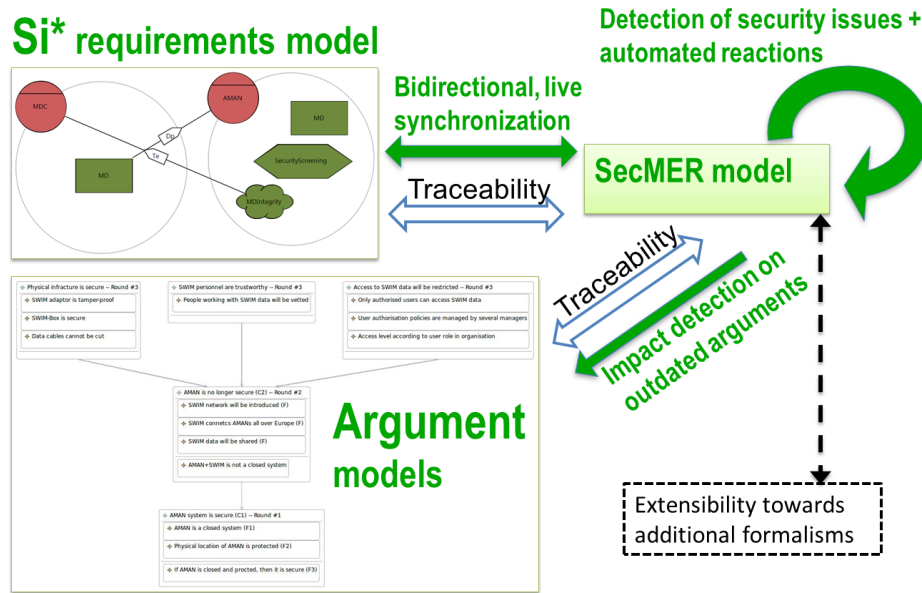 Si* requirements model
MDC
AMAN
MD
Dp
Te
SecurityScreening
MD
MDIntegrity
Bidirectional, live
synchronization
Traceability
Detection of security issues +
automated reactions
SecMER model
Traceability
Impact detection on
outdated arguments
Extensibility towards
additional formalisms
Physical infracture is secure -- Round #3
SWIM adaptor is tamper-proof
SWIM-Box is secure
Data cables cannot be cut
SWIM personnel are trustworthy -- Round #3
People working with SWIM data will be vetted
Access to SWIM data will be restricted -- Round #3
Only authorised users can access SWIM data
User authorisation policies are managed by several managers
Access level according to user role in organisation
AMAN is no longer secure (C2) -- Round #2
SWIM network will be introduced (F)
SWIM connetcs AMANs all over Europe (F)
SWIM data will be shared (F)
AMAN+SWIM is not a closed system
Argument
models
AMAN system is secure (C1) -- Round #1
AMAN is a closed system (F1)
Physical location of AMAN is protected (F2)
If AMAN is closed and procted, then it is secure (F3)